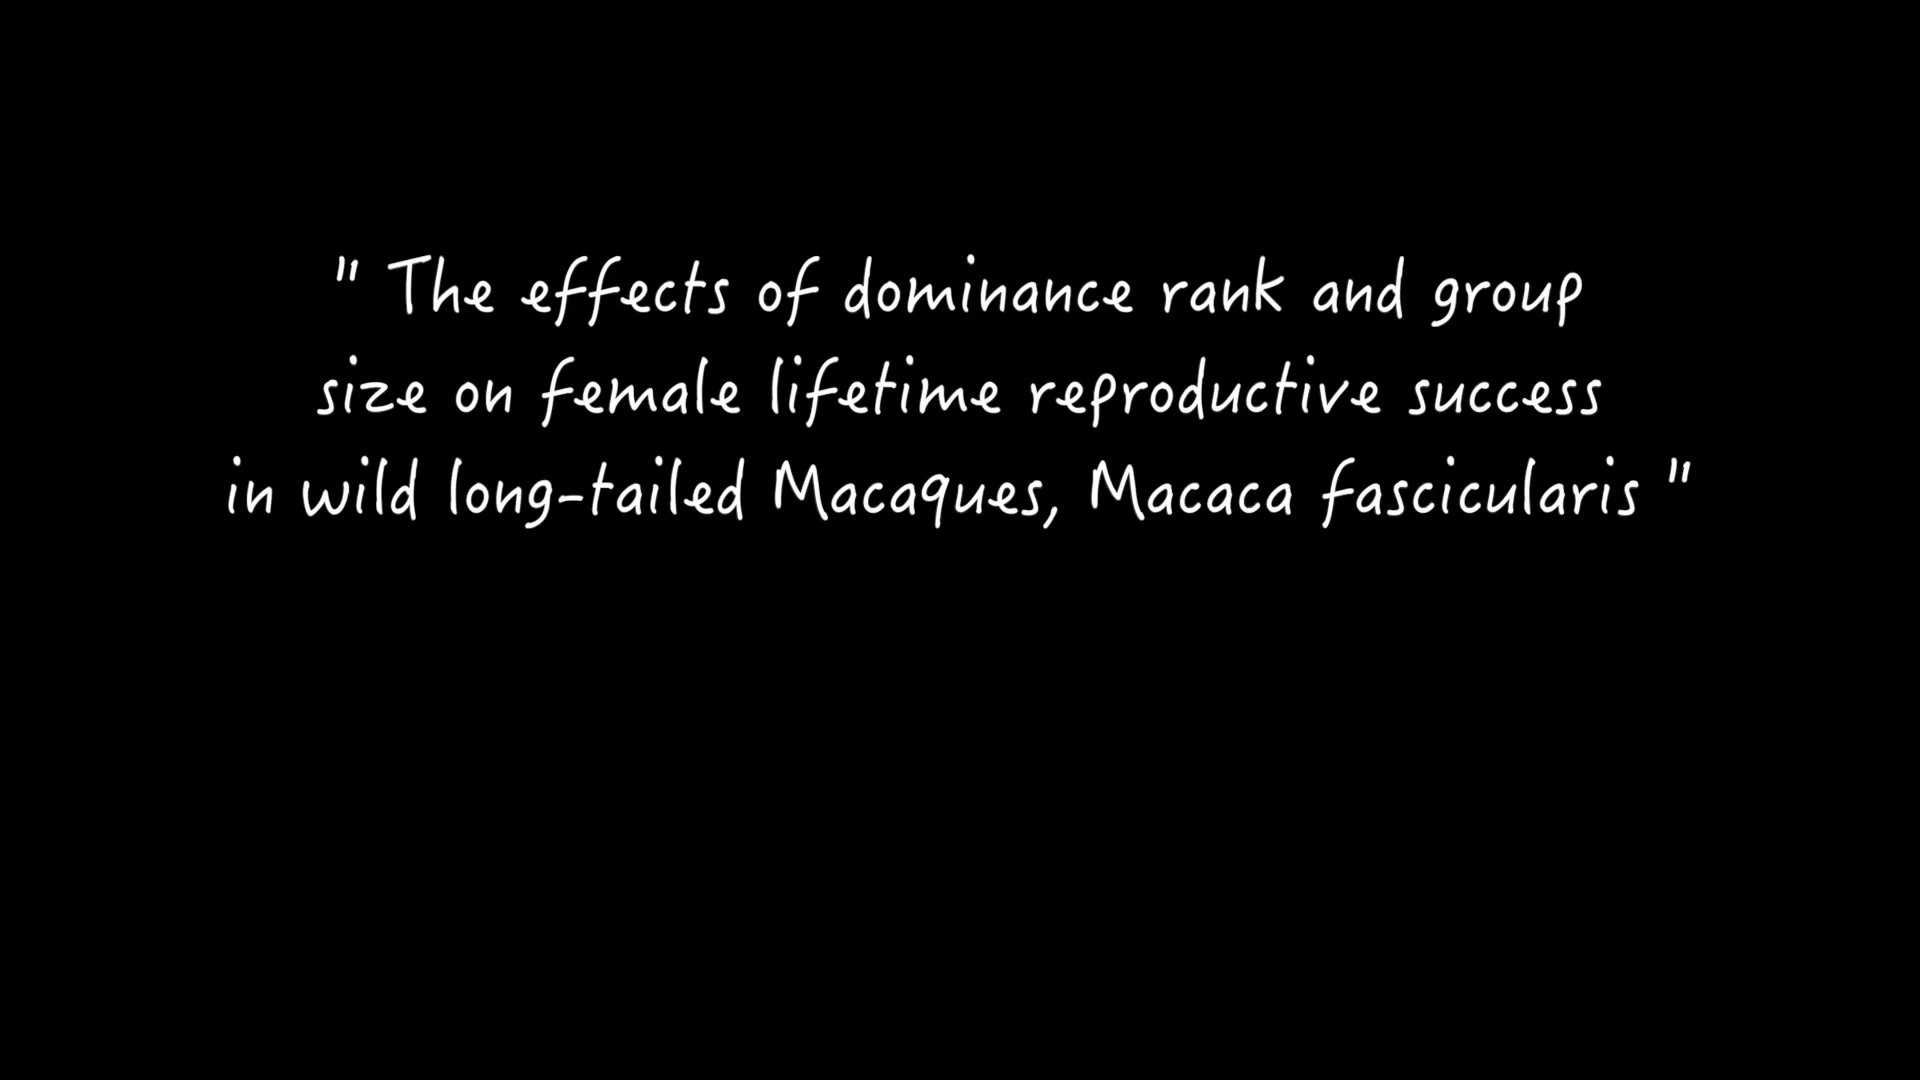 " The effects of dominance rank and group
size on female lifetime reproductive success
in wild long-tailed Macaques, Macaca fascicularis "